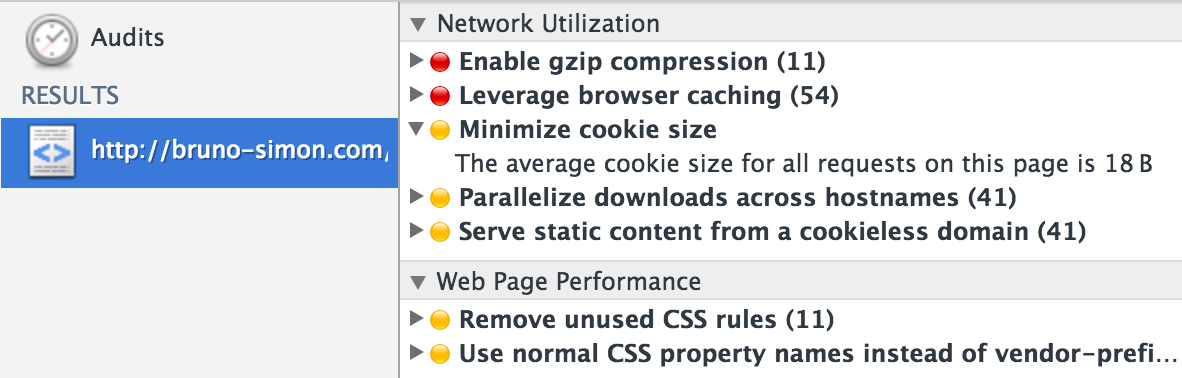 Audits
RESULTS
http://bruno-simon.com/
Network Utilization
Enable gzip compression (11)
Leverage browser caching (54)
Minimize cookie size
The average cookie size for all requests on this page is 18 B
Parallelize downloads across hostnames (41)
Serve static content from a cookieless domain (41)
Web Page Performance
Remove unused CSS rules (11)
Use normal CSS property names instead of vendor-prefi...